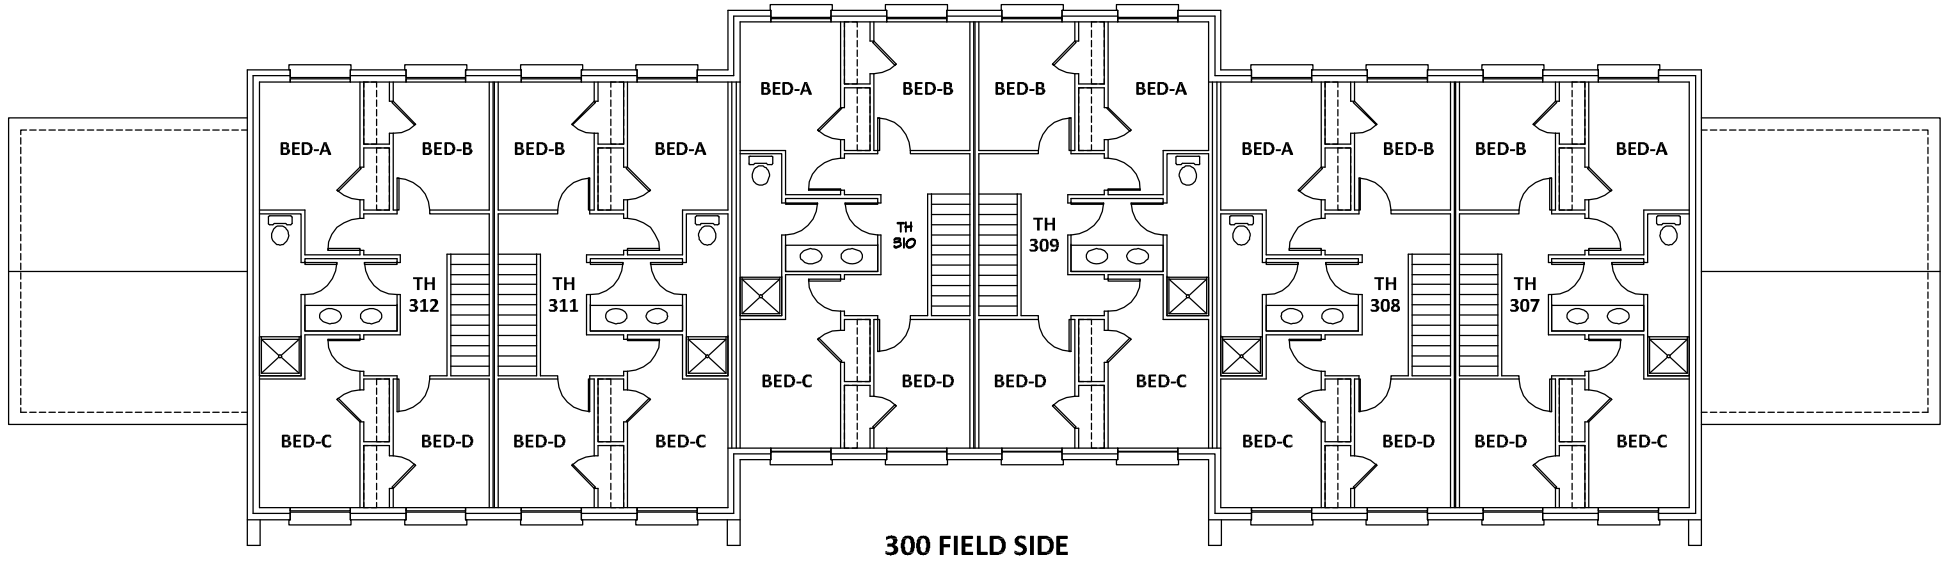 BED-A
BED-B
BED-B
BED-A
BED-A
BED-B
BED-B
BED-A
BED-A
BED-B
BED-B
BED-A
TH
312
TH
311
TH
310
TH
309
TH
308
TH
307
BED-C
BED-D
BED-D
BED-C
BED-C
BED-D
BED-D
BED-C
BED-C
BED-D
BED-D
BED-C
300 FIELD SIDE